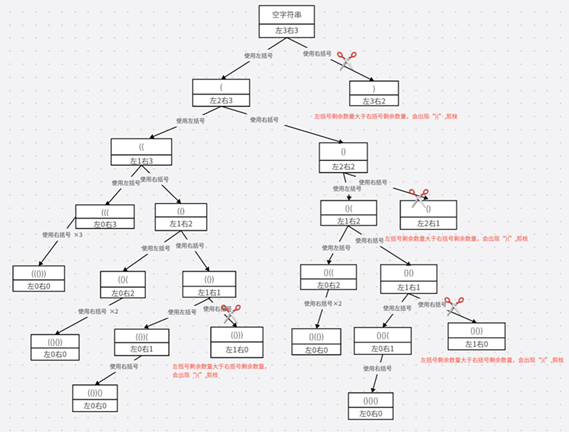 空字符串
左3右3
使用左括号
使用右括号
(
左2右3
)
左3右2
左括号剩余数量大于右括号剩余数量，会出现 ")(" ,剪枝
使用左括号
使用右括号
((
左1右3
()
左2右2
使用左括号
使用右括号
使用左括号
使用右括号
(((
左0右3
(()
左1右2
()(
左1右2
左2右1
使用右括号 ×3
使用左括号
使用右括号
使用左括号
使用右括号
左括号剩余数量大于右括号剩余数量，会出现 ")(" ,剪枝
((()))
左0右0
(()(
左0右2
(())
左1右1
()((
左0右2
()()
左1右1
使用右括号 ×2
使用左括号
使用右括号
使用右括号×2
使用左括号
使用右括号
(()())
左0右0
(())(
左0右1
左1右0
()(())
左0右0
()()(
左0右1
左1右0
使用右括号
左括号剩余数量大于右括号剩余数量，
会出现 ")(" ,剪枝
使用右括号
左括号剩余数量大于右括号剩余数量，会出现 ")(" ,剪枝
(())()
左0右0
()()()
左0右0